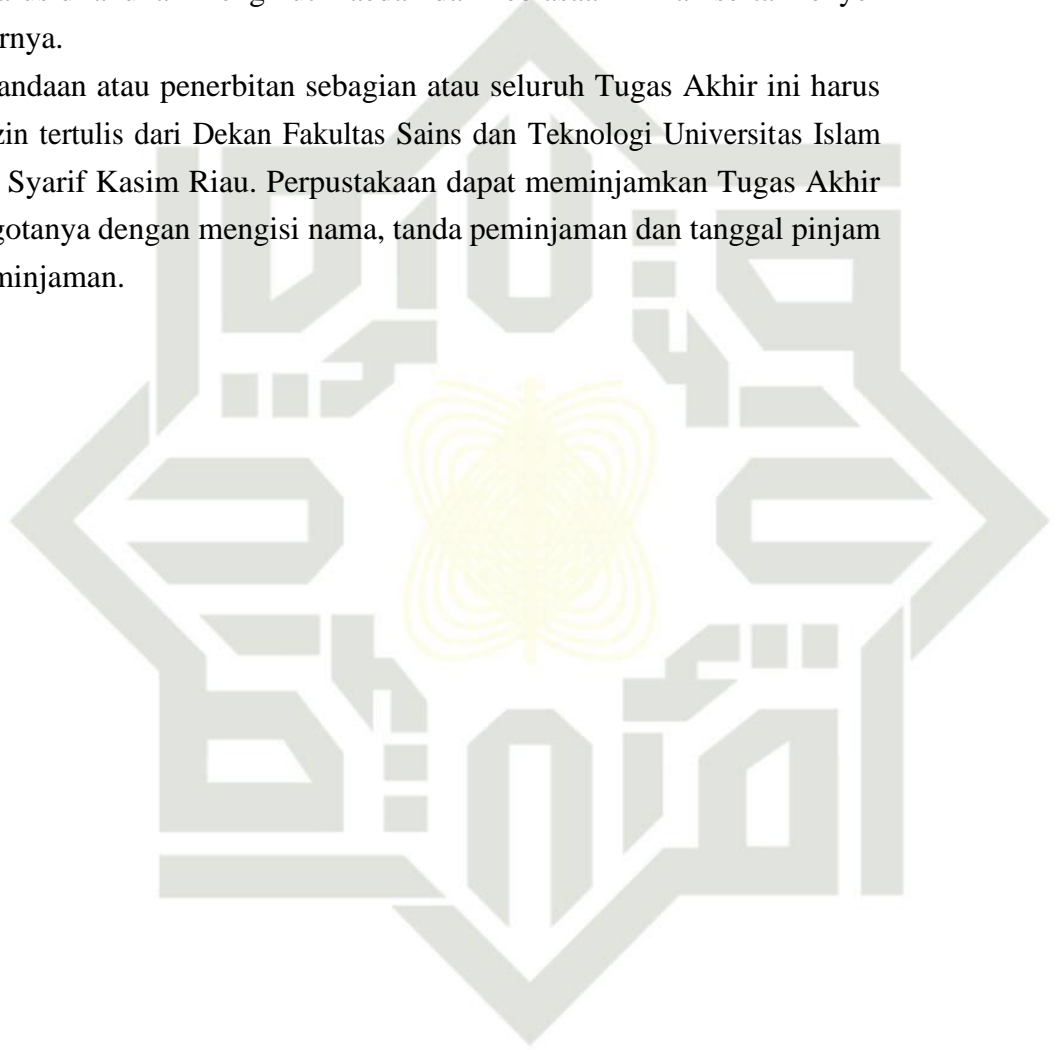 rnya.
andaan atau penerbitan sebagian atau seluruh Tugas Akhir ini harus
zin tertulis dari Dekan Fakultas Sains dan Teknologi Universitas Islam
Syarif Kasim Riau. Perpustakaan dapat meminjamkan Tugas Akhir
gotanya dengan mengisi nama, tanda peminjaman dan tanggal pinjam
minjaman.